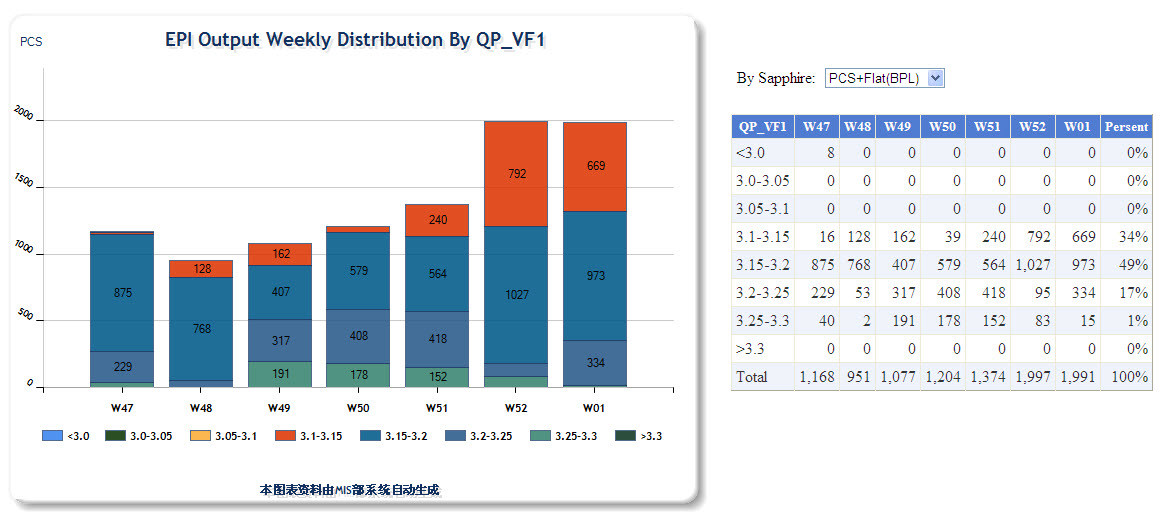 PCS
EPI Output Weekly Distribution By QP_VF1
2000
1500
1000
500
0
875
229
128
768
162
407
317
191
579
408
178
240
564
418
152
792
1027
669
973
334
W47 W48 W49 W50 W51 W52 W01
<3.0 3.0-3.05 3.05-3.1 3.1-3.15 3.15-3.2 3.2-3.25 3.25-3.3 >3.3
本图表资料由MIS部系统自动生成
By Sapphire: PCS+Flat(BPL)
QP_VF1 W47 W48 W49 W50 W51 W52 W01 Persent
<3.0 8 0 0 0 0 0 0 0%
3.0-3.05 0 0 0 0 0 0 0 0%
3.05-3.1 0 0 0 0 0 0 0 0%
3.1-3.15 16 128 162 39 240 792 669 34%
3.15-3.2 875 768 407 579 564 1,027 973 49%
3.2-3.25 229 53 317 408 418 95 334 17%
3.25-3.3 40 2 191 178 152 83 15 1%
>3.3 0 0 0 0 0 0 0 0%
Total 1,168 951 1,077 1,204 1,374 1,997 1,991 100%